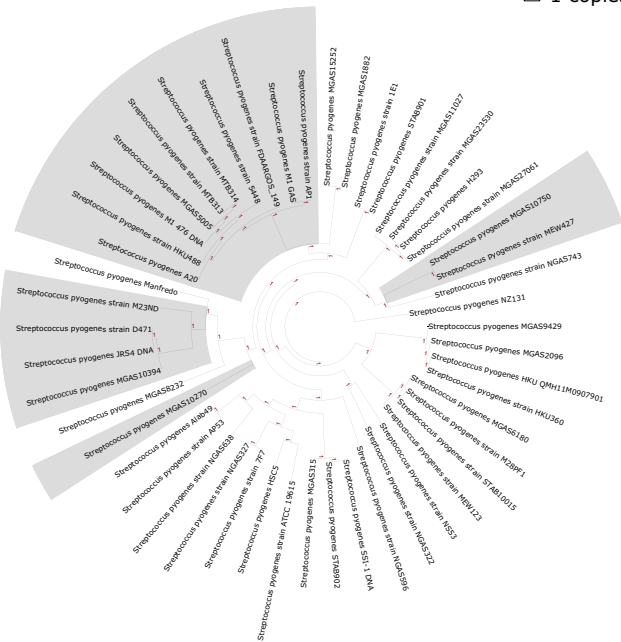 1 copies
Streptococcus pyogenes MGAS15252
Streptococcus pyogenes MGAS1882
Streptococcus pyogenes strain 1E1
Streptococcus pyogenes STAB901
Streptococcus pyogenes strain MGAS11027
Streptococcus pyogenes strain MGAS23530
Streptococcus pyogenes H293
Streptococcus pyogenes strain MGAS27061
Streptococcus pyogenes MGAS10750
Streptococcus pyogenes strain MEW427
Streptococcus pyogenes strain NGAS743
Streptococcus pyogenes NZ131
Streptococcus pyogenes MGAS9429
Streptococcus pyogenes MGAS2096
Streptococcus pyogenes HKU QMH11M0907901
Streptococcus pyogenes strain HKU360
Streptococcus pyogenes MGAS6180
Streptococcus pyogenes strain M28PF1
Streptococcus pyogenes strain STAB10015
Streptococcus pyogenes strain MEW123
Streptococcus pyogenes strain NS53
Streptococcus pyogenes strain NGAS322
Streptococcus pyogenes strain NGAS596
Streptococcus pyogenes SSI-1 DNA
Streptococcus pyogenes STAB902
Streptococcus pyogenes MGAS315
Streptococcus pyogenes strain ATCC 19615
Streptococcus pyogenes HSC5
Streptococcus pyogenes strain 7F7
Streptococcus pyogenes strain NGAS327
Streptococcus pyogenes strain NGAS638
Streptococcus pyogenes strain AP53
Streptococcus pyogenes Alab49
Streptococcus pyogenes MGAS10270
Streptococcus pyogenes MGAS8232
Streptococcus pyogenes MGAS10394
Streptococcus pyogenes JRS4 DNA
Streptococcus pyogenes strain D471
Streptococcus pyogenes strain M23ND
Streptococcus pyogenes Manfredo
Streptococcus pyogenes A20
Streptococcus pyogenes strain HKU488
Streptococcus pyogenes M1 476 DNA
Streptococcus pyogenes MGAS5005
Streptococcus pyogenes strain MTB313
Streptococcus pyogenes strain MTB314
Streptococcus pyogenes strain 5448
Streptococcus pyogenes strain FDAARGOS_149
Streptococcus pyogenes M1 GAS
Streptococcus pyogenes strain AP1